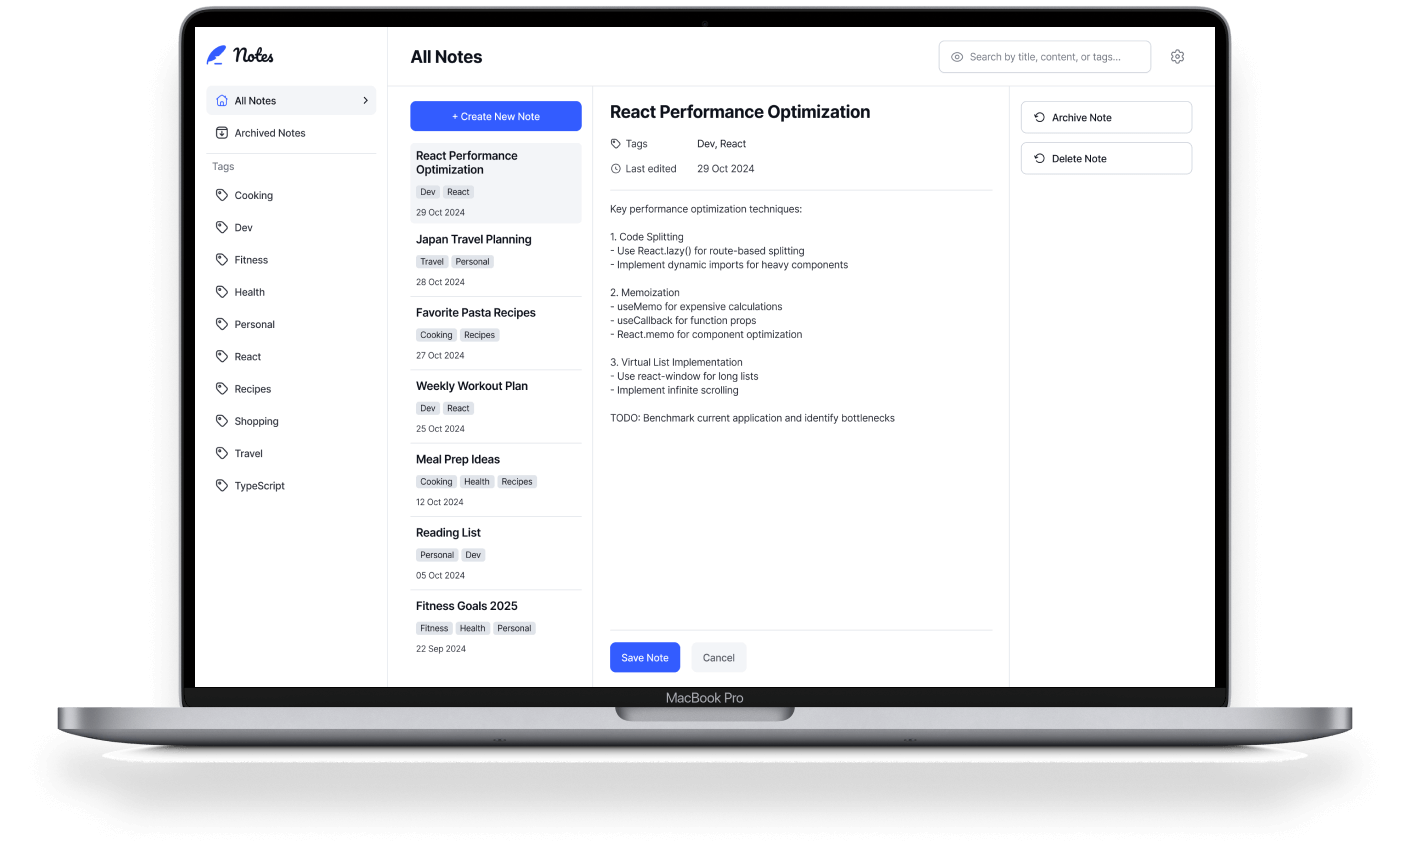 Notes
All Notes
Archived Notes
Tags
Cooking
Dev
Fitness
Health
Personal
React
Recipes
Shopping
Travel
TypeScript
All Notes
Search by title, content, or tags...
+ Create New Note
React Performance
Optimization
Dev React
29 Oct 2024
Japan Travel Planning
Travel Personal
28 Oct 2024
Favorite Pasta Recipes
Cooking Recipes
27 Oct 2024
Weekly Workout Plan
Dev React
25 Oct 2024
Meal Prep Ideas
Cooking Health Recipes
12 Oct 2024
Reading List
Personal Dev
05 Oct 2024
Fitness Goals 2025
Fitness Health Personal
22 Sep 2024
React Performance Optimization
Tags Dev, React
Last edited 29 Oct 2024
Key performance optimization techniques:
1. Code Splitting
- Use React.lazy() for route-based splitting
- Implement dynamic imports for heavy components
2. Memoization
- useMemo for expensive calculations
- useCallback for function props
- React.memo for component optimization
3. Virtual List Implementation
- Use react-window for long lists
- Implement infinite scrolling
TODO: Benchmark current application and identify bottlenecks
Save Note
Cancel
Archive Note
Delete Note
MacBook Pro